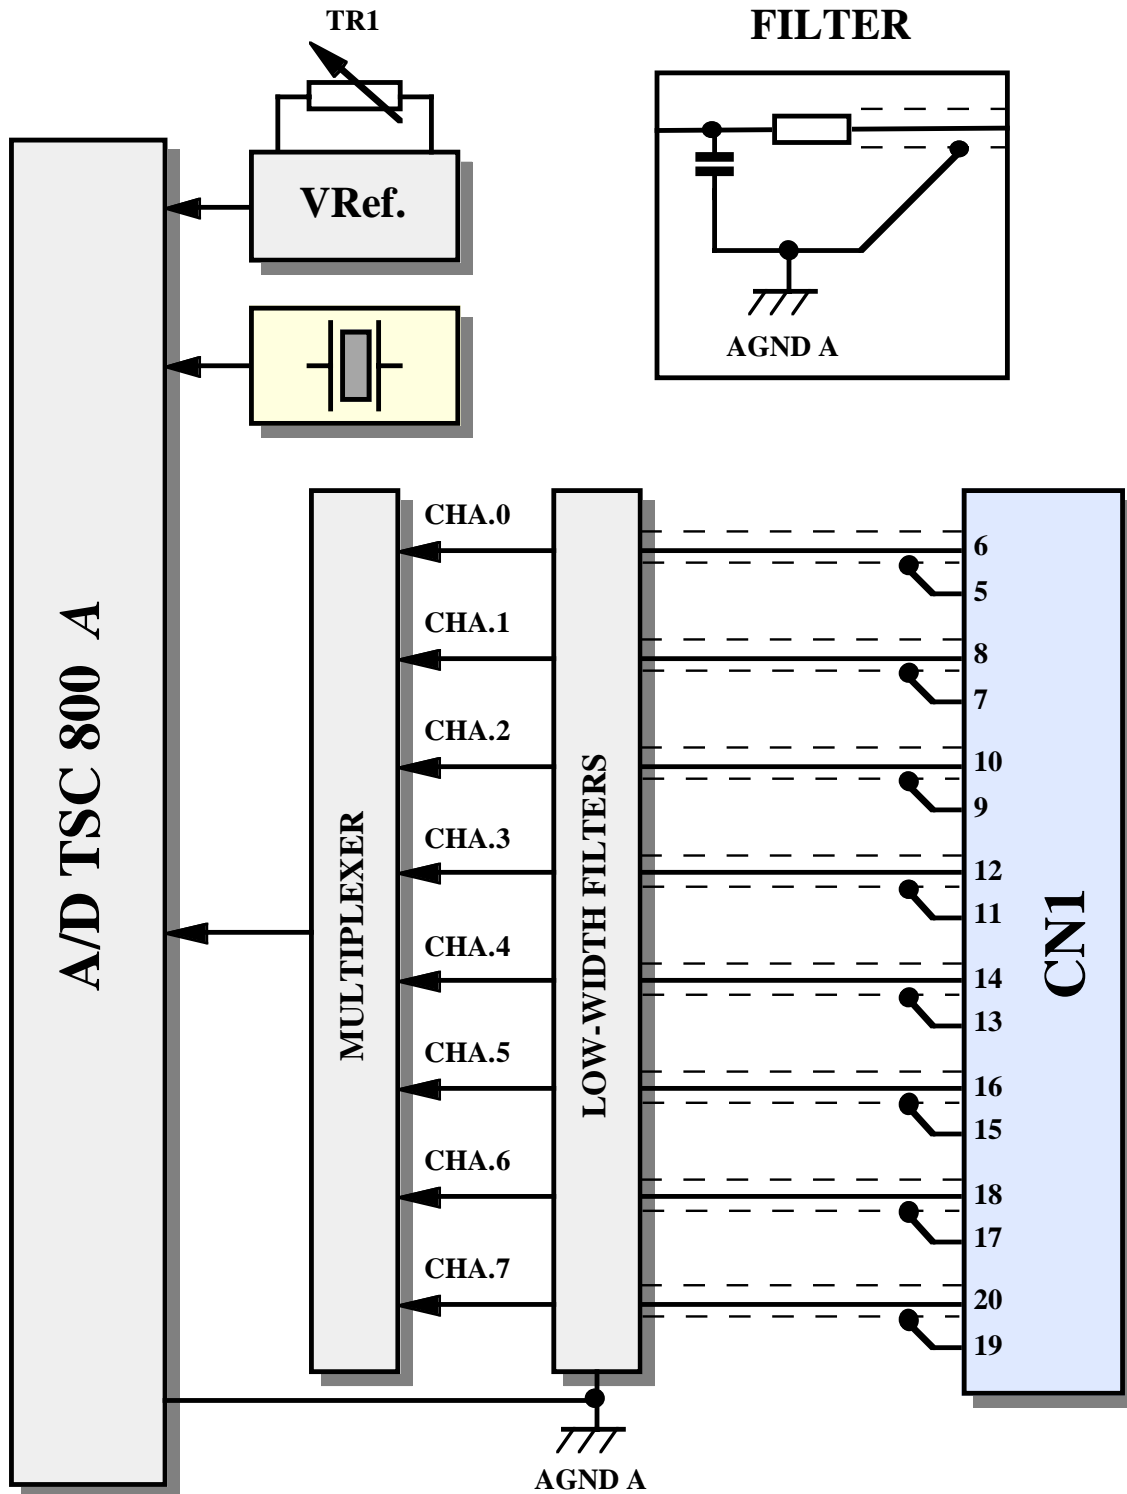 TR1
FILTER
VRef.
AGND A
A/D TSC 800 A
MULTIPLEXER
CHA.0
CHA.1
CHA.2
CHA.3
CHA.4
CHA.5
CHA.6
CHA.7
LOW-WIDTH FILTERS
6
5
8
7
10
9
12
11
14
13
16
15
18
17
20
19
CN1
AGND A